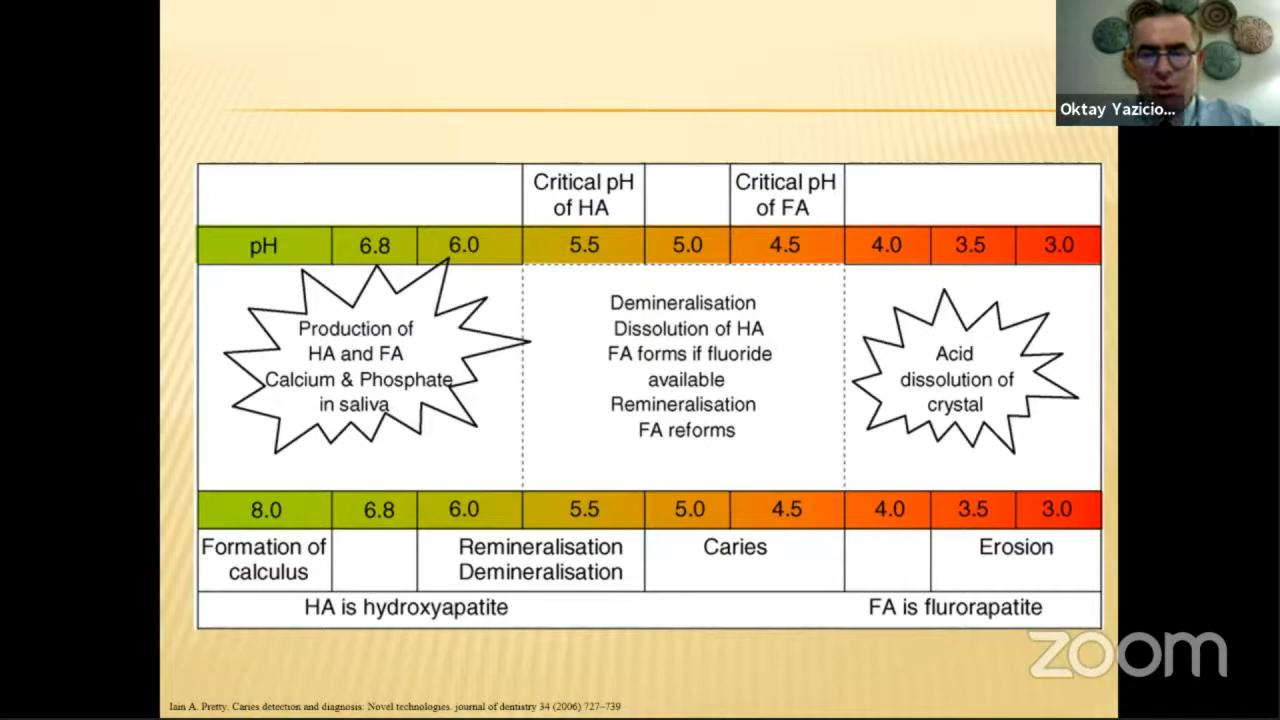 Oktay Yazicio...
Critical pH
of HA
Critical pH
of FA
pH 6.8 6.0 5.5 5.0 4.5 4.0 3.5 3.0
Production of
HA and FA
Calcium & Phosphate
in saliva
Demineralisation
Dissolution of HA
FA forms if fluoride
available
Remineralisation
FA reforms
Acid
dissolution of
crystal
8.0 6.8 6.0 5.5 5.0 4.5 4.0 3.5 3.0
Formation of
calculus
Remineralisation
Demineralisation
Caries
Erosion
HA is hydroxyapatite
FA is flurorapatite
zoom
Iain A. Pretty. Caries detection and diagnosis: Novel technologies. journal of dentistry 34 (2006) 727–739